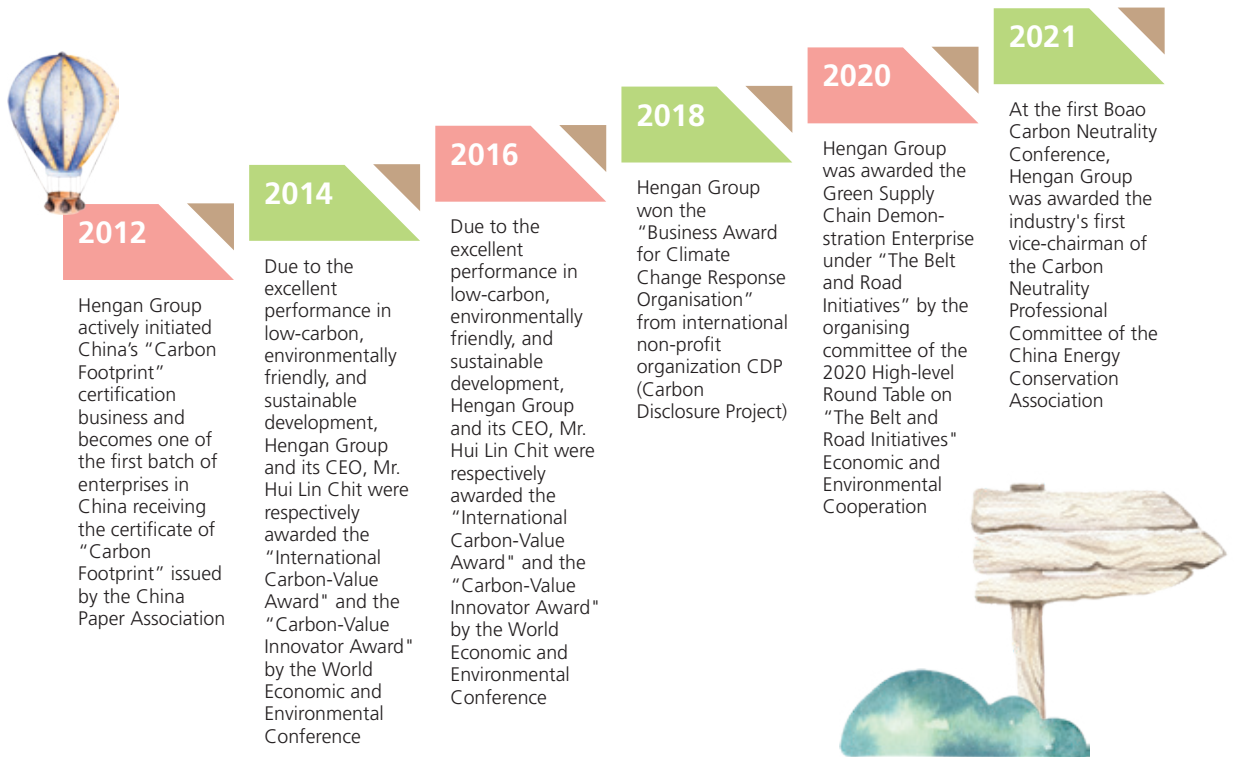 2012
Hengan Group
actively initiated
China’s “Carbon
Footprint”
certification
business and
becomes one of
the first batch of
enterprises in
China receiving
the certificate of
“Carbon
Footprint” issued
by the China
Paper Association
2014
Due to the
excellent
performance in
low-carbon,
environmentally
friendly, and
sustainable
development,
Hengan Group
and its CEO, Mr.
Hui Lin Chit were
respectively
awarded the
“International
Carbon-Value
Award" and the
“Carbon-Value
Innovator Award"
by the World
Economic and
Environmental
Conference
2016
Due to the
excellent
performance in
low-carbon,
environmentally
friendly, and
sustainable
development,
Hengan Group
and its CEO, Mr.
Hui Lin Chit were
respectively
awarded the
“International
Carbon-Value
Award" and the
“Carbon-Value
Innovator Award"
by the World
Economic and
Environmental
Conference
2018
Hengan Group
won the
“Business Award
for Climate
Change Response
Organisation”
from international
non-profit
organization CDP
(Carbon
Disclosure Project)
2020
Hengan Group
was awarded the
Green Supply
Chain Demon-
stration Enterprise
under “The Belt
and Road
Initiatives” by the
organising
committee of the
2020 High-level
Round Table on
“The Belt and
Road Initiatives"
Economic and
Environmental
Cooperation
2021
At the first Boao
Carbon Neutrality
Conference,
Hengan Group
was awarded the
industry's first
vice-chairman of
the Carbon
Neutrality
Professional
Committee of the
China Energy
Conservation
Association